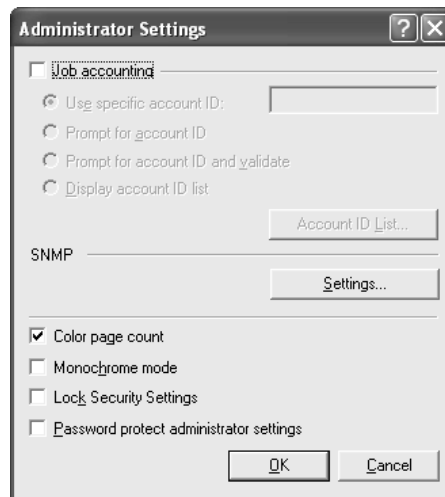 Administrator Settings
Job accounting
Use specific account ID:
Prompt for account ID
Prompt for account ID and validate
Display account ID list
Account ID List...
SNMP
Settings...
Color page count
Monochrome mode
Lock Security Settings
Password protect administrator settings
OK Cancel